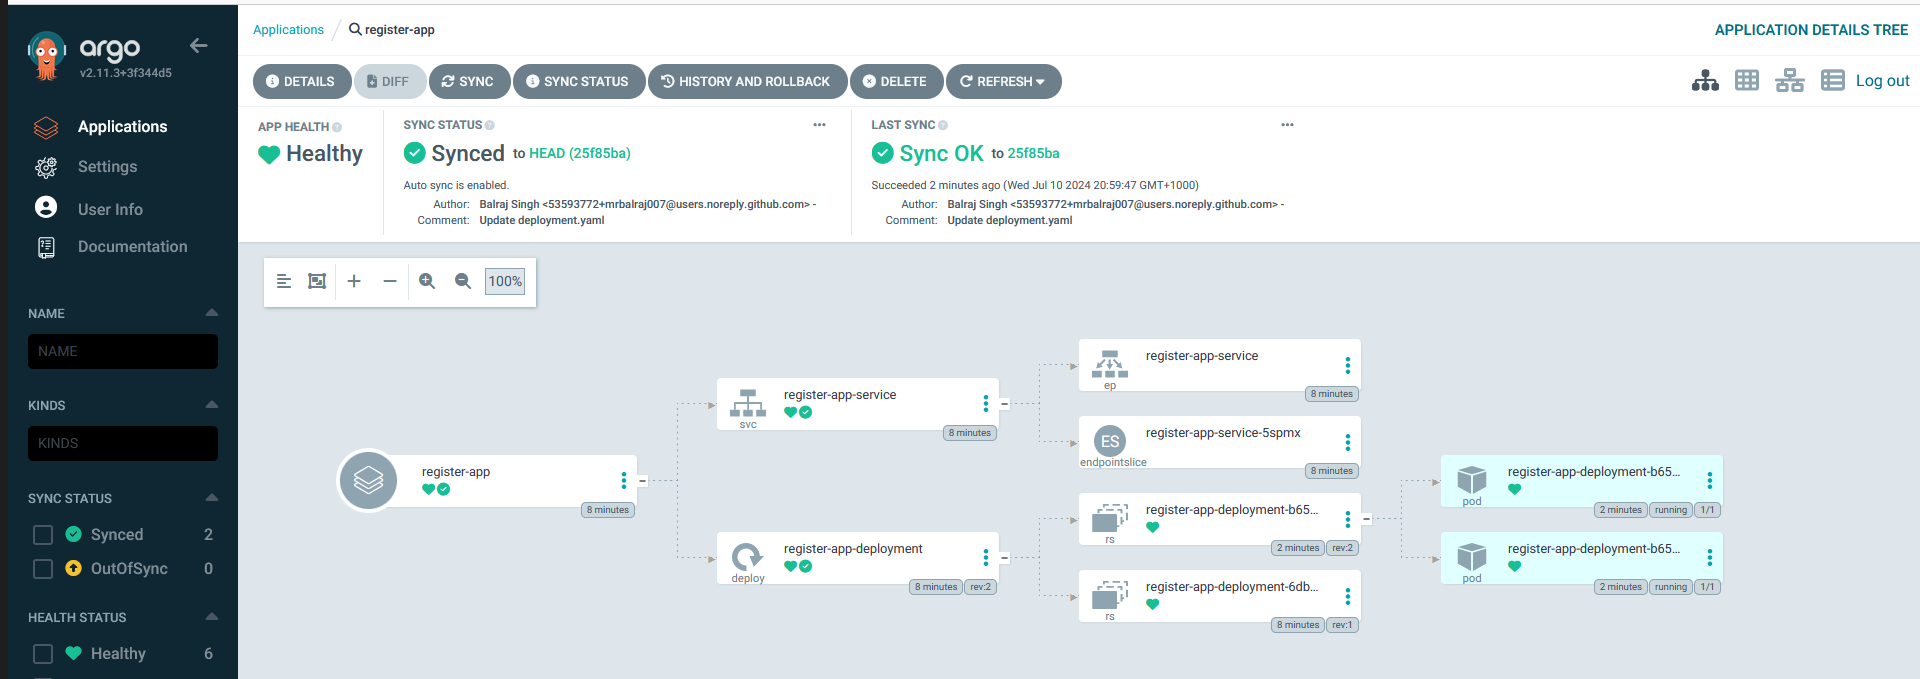 argo
v2.11.3+3f344d5
Applications
Settings
User Info
Documentation
NAME
NAME
KINDS
KINDS
SYNC STATUS
Synced 2
OutOfSync 0
HEALTH STATUS
Healthy 6
Applications / register-app
APPLICATION DETAILS TREE
DETAILS DIFF SYNC SYNC STATUS HISTORY AND ROLLBACK DELETE REFRESH
Log out
APP HEALTH
Healthy
SYNC STATUS
Synced to HEAD (25f85ba)
Auto sync is enabled.
Author: Balraj Singh <53593772+mrbalraj007@users.noreply.github.com> -
Comment: Update deployment.yaml
LAST SYNC
Sync OK to 25f85ba
Succeeded 2 minutes ago (Wed Jul 10 2024 20:59:47 GMT+1000)
Author: Balraj Singh <53593772+mrbalraj007@users.noreply.github.com> -
Comment: Update deployment.yaml
100%
register-app
8 minutes
register-app-service
svc
8 minutes
register-app-deployment
deploy
8 minutes rev:2
register-app-service
ep
8 minutes
ES
register-app-service-5spmx
endpointslice
8 minutes
register-app-deployment-b65...
rs
2 minutes rev:2
register-app-deployment-6db...
rs
8 minutes rev:1
register-app-deployment-b65...
pod
2 minutes running 1/1
register-app-deployment-b65...
pod
2 minutes running 1/1